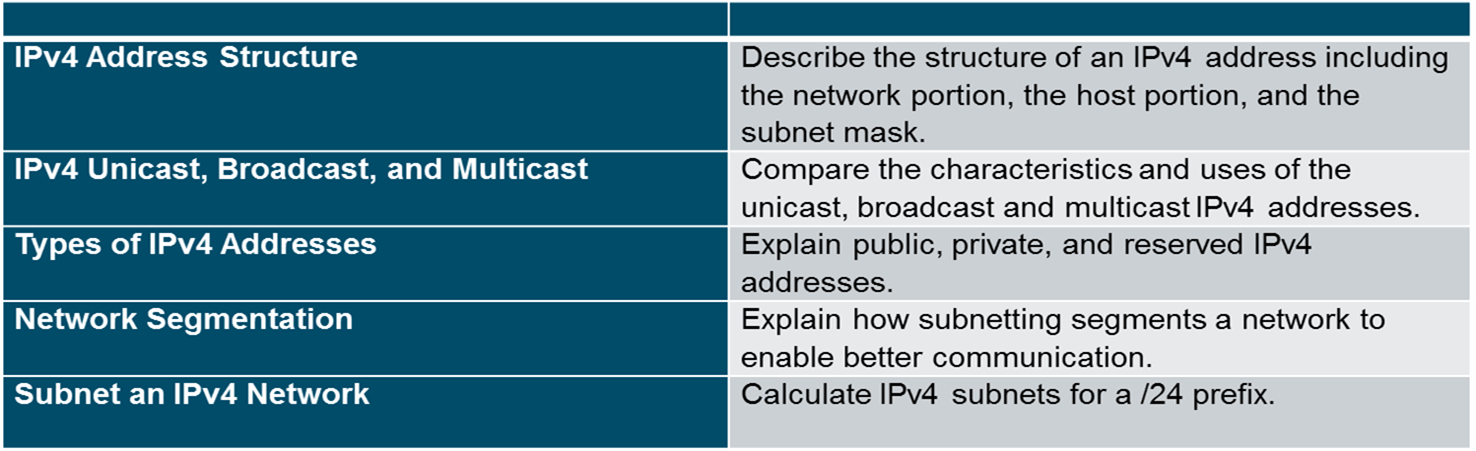 IPv4 Address Structure
Describe the structure of an IPv4 address including
the network portion, the host portion, and the
subnet mask.
IPv4 Unicast, Broadcast, and Multicast
Compare the characteristics and uses of the
unicast, broadcast and multicast IPv4 addresses.
Types of IPv4 Addresses
Explain public, private, and reserved IPv4
addresses.
Network Segmentation
Explain how subnetting segments a network to
enable better communication.
Subnet an IPv4 Network
Calculate IPv4 subnets for a /24 prefix.